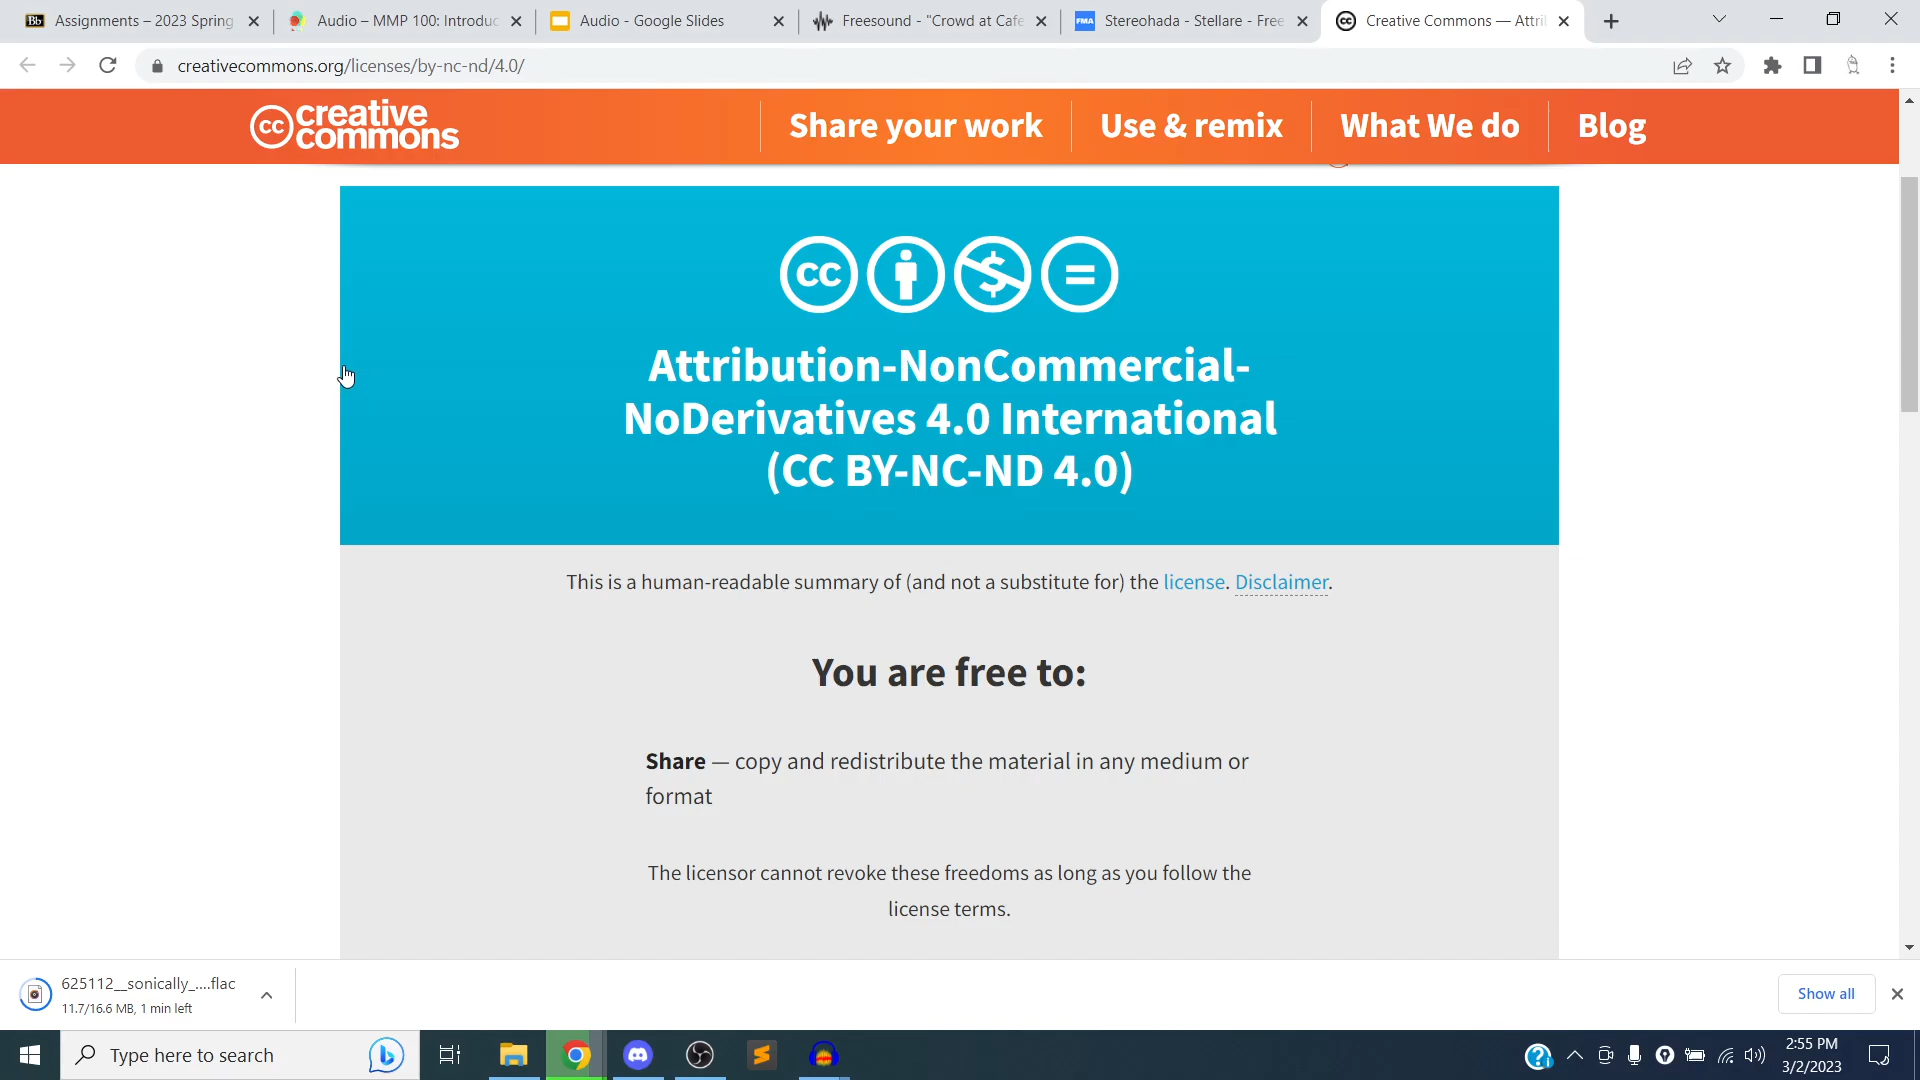 Bb Assignments – 2023 Spring
Audio – MMP 100: Introduc
Audio - Google Slides
Freesound - "Crowd at Cafe
FMA Stereohada - Stellare - Free
Creative Commons — Attri
creativecommons.org/licenses/by-nc-nd/4.0/
cc creative commons
Share your work
Use & remix
What We do
Blog
cc $ =
Attribution-NonCommercial-
NoDerivatives 4.0 International
(CC BY-NC-ND 4.0)
This is a human-readable summary of (and not a substitute for) the license. Disclaimer.
You are free to:
Share — copy and redistribute the material in any medium or
format
The licensor cannot revoke these freedoms as long as you follow the
license terms.
625112__sonically_....flac
11.7/16.6 MB, 1 min left
Show all
Type here to search
2:55 PM
3/2/2023